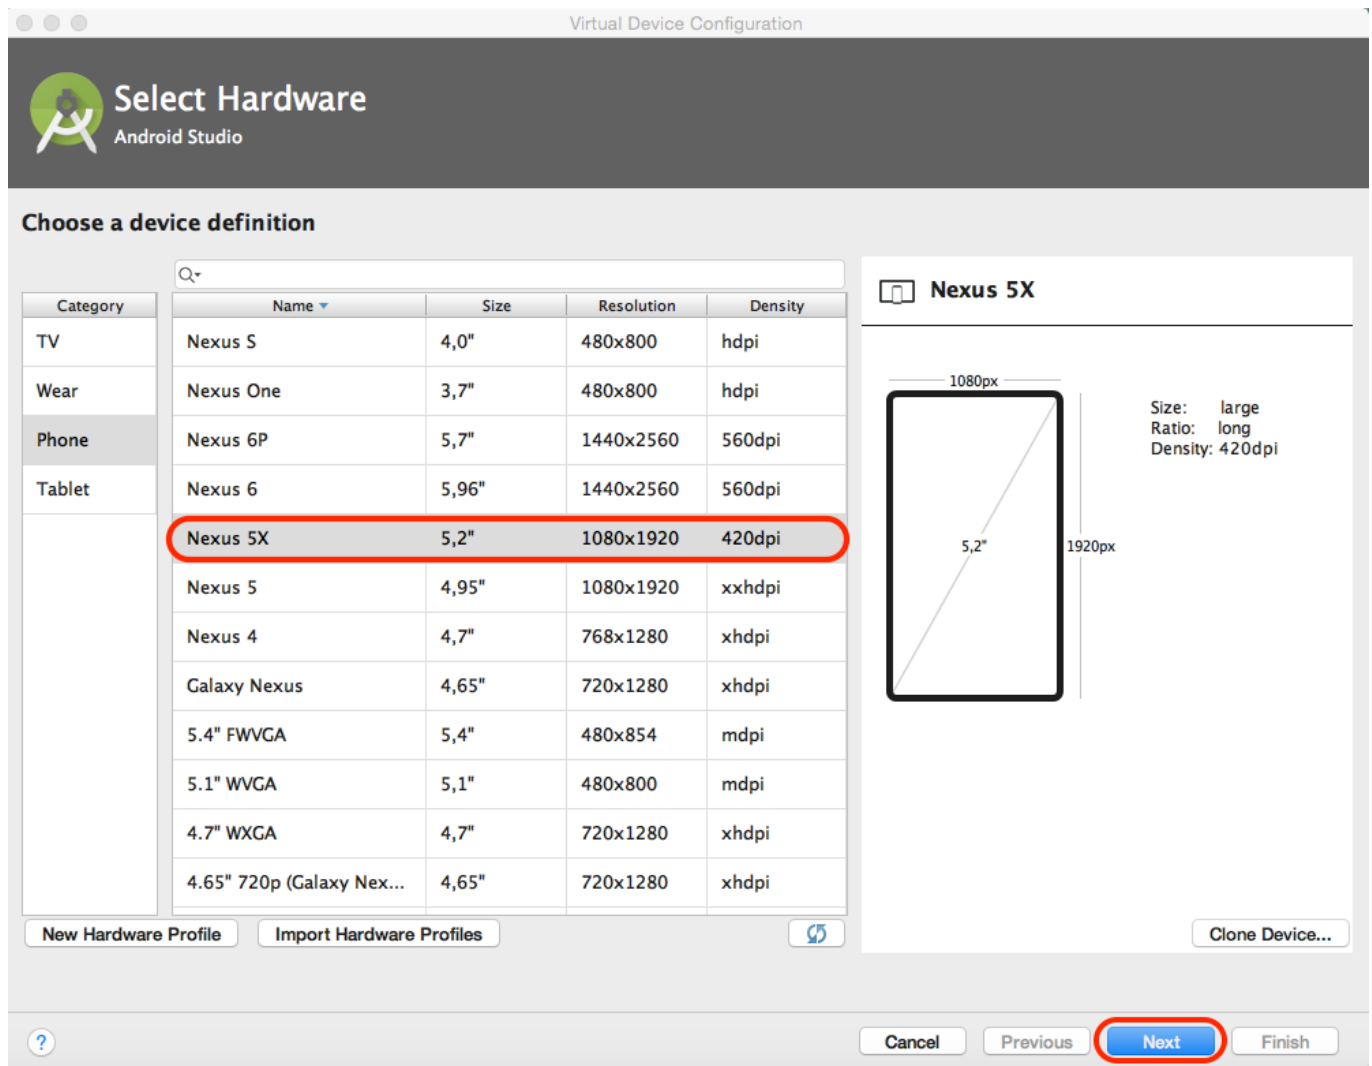 Virtual Device Configuration
Select Hardware
Android Studio
Choose a device definition
Category
TV
Wear
Phone
Tablet
Name Size Resolution Density
Nexus S 4,0" 480x800 hdpi
Nexus One 3,7" 480x800 hdpi
Nexus 6P 5,7" 1440x2560 560dpi
Nexus 6 5,96" 1440x2560 560dpi
Nexus 5X 5,2" 1080x1920 420dpi
Nexus 5 4,95" 1080x1920 xxhdpi
Nexus 4 4,7" 768x1280 xhdpi
Galaxy Nexus 4,65" 720x1280 xhdpi
5.4" FWVGA 5,4" 480x854 mdpi
5.1" WVGA 5,1" 480x800 mdpi
4.7" WXGA 4,7" 720x1280 xhdpi
4.65" 720p (Galaxy Nex... 4,65" 720x1280 xhdpi
New Hardware Profile Import Hardware Profiles
Nexus 5X
1080px
Size: large
Ratio: long
Density: 420dpi
5,2" 1920px
Clone Device...
? Cancel Previous Next Finish